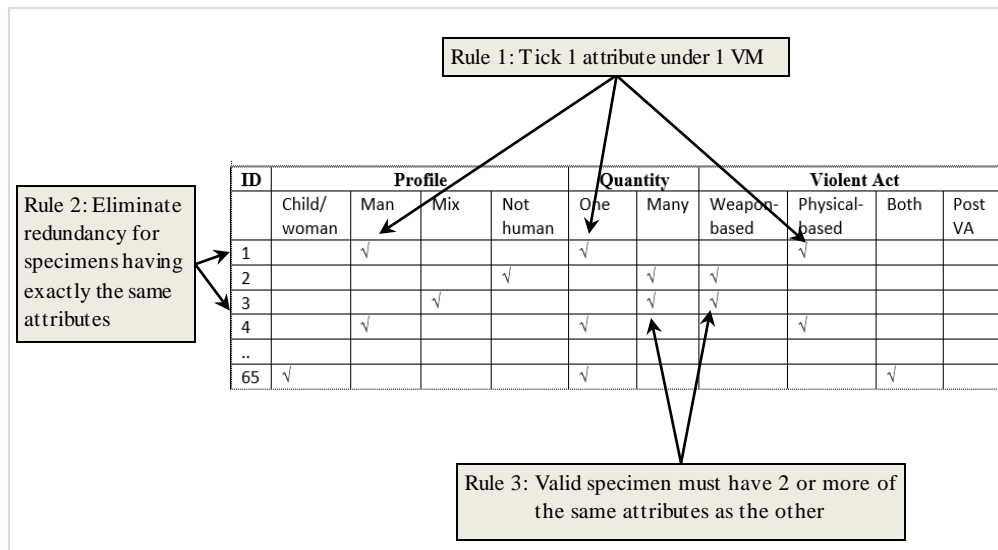 Rule 1: Tick 1 attribute under 1 VM
Rule 2: Eliminate
redundancy for
specimens having
exactly the same
attributes
ID Profile Quantity Violent Act
Child/ Man Mix Not One Many Weapon- Physical- Both Post
woman human based based VA
1 √ √ √
2 √ √ √
3 √ √ √
4 √ √ √
..
65 √ √ √
Rule 3: Valid specimen must have 2 or more of
the same attributes as the other